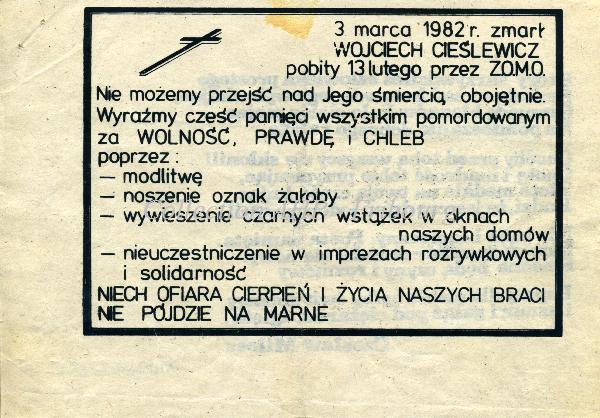 3 marca 1982 r. zmarł
WOJCIECH CIEŚLEWICZ
pobity 13 lutego przez Z.O.M.O.
Nie możemy przejść nad Jego śmiercią obojętnie.
Wyraźmy cześć pamięci wszystkim pomordowanym
za WOLNOŚĆ, PRAWDĘ i CHLEB
poprzez :
— modlitwę
— noszenie oznak żałoby
— wywieszenie czarnych wstążek w oknach
naszych domów
— nieuczestniczenie w imprezach rozrywkowych
i solidarność
NIECH OFIARA CIERPIEŃ I ŻYCIA NASZYCH BRACI
NIE PÓJDZIE NA MARNE